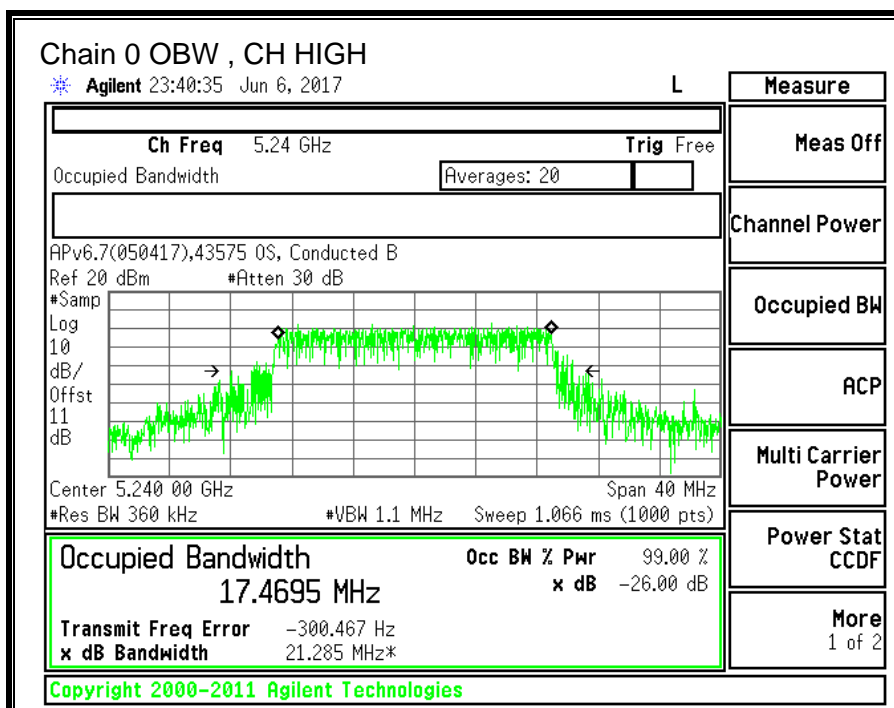 Chain 0 OBW , CH HIGH
Agilent 23:40:35 Jun 6, 2017 L
Measure
Ch Freq 5.24 GHz Trig Free
Occupied Bandwidth Averages: 20
APv6.7(050417),43575 OS, Conducted B
Ref 20 dBm #Atten 30 dB
#Samp
Log
10
dB/
Offst
11
dB
Center 5.240 00 GHz Span 40 MHz
#Res BW 360 kHz #VBW 1.1 MHz Sweep 1.066 ms (1000 pts)
Occupied Bandwidth Occ BW % Pwr 99.00 %
17.4695 MHz x dB -26.00 dB
Transmit Freq Error -300.467 Hz
x dB Bandwidth 21.285 MHz*
Copyright 2000-2011 Agilent Technologies
Meas Off
Channel Power
Occupied BW
ACP
Multi Carrier
Power
Power Stat
CCDF
More
1 of 2